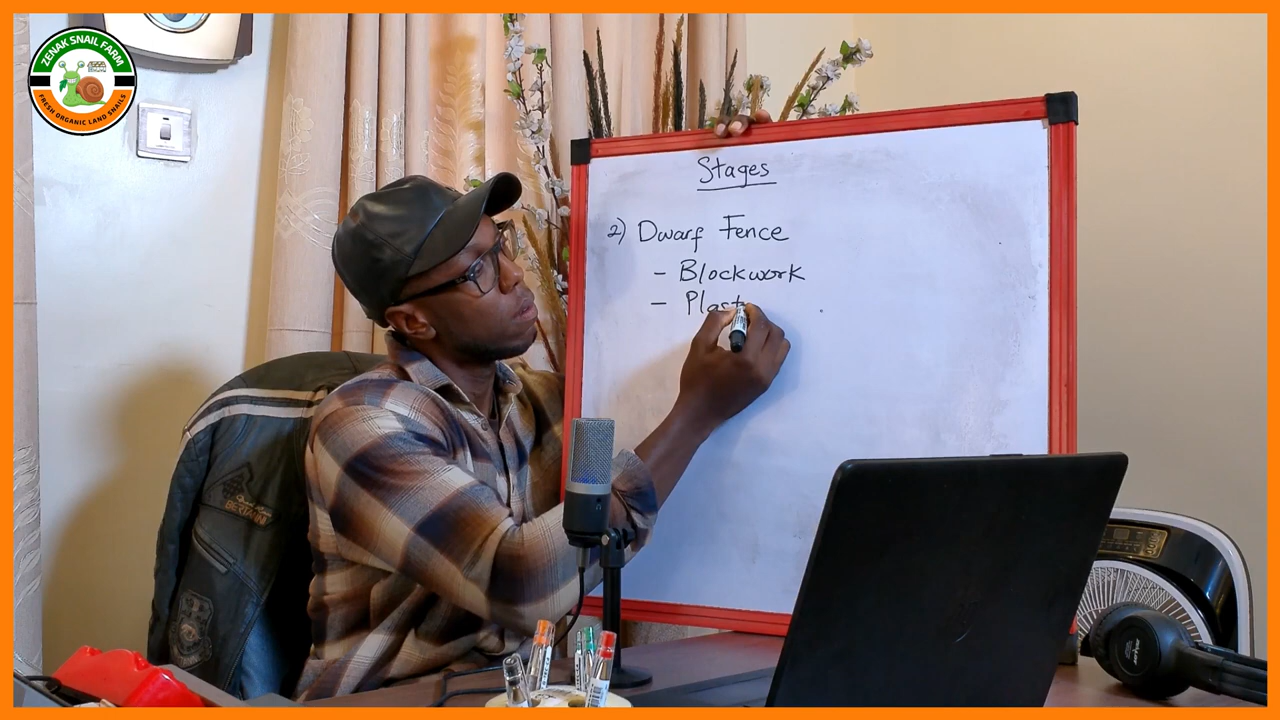 ZENAK SNAIL FARM
FRESH ORGANIC LAND SNAILS
Stages
2) Dwarf Fence
- Blockwork
- Plast